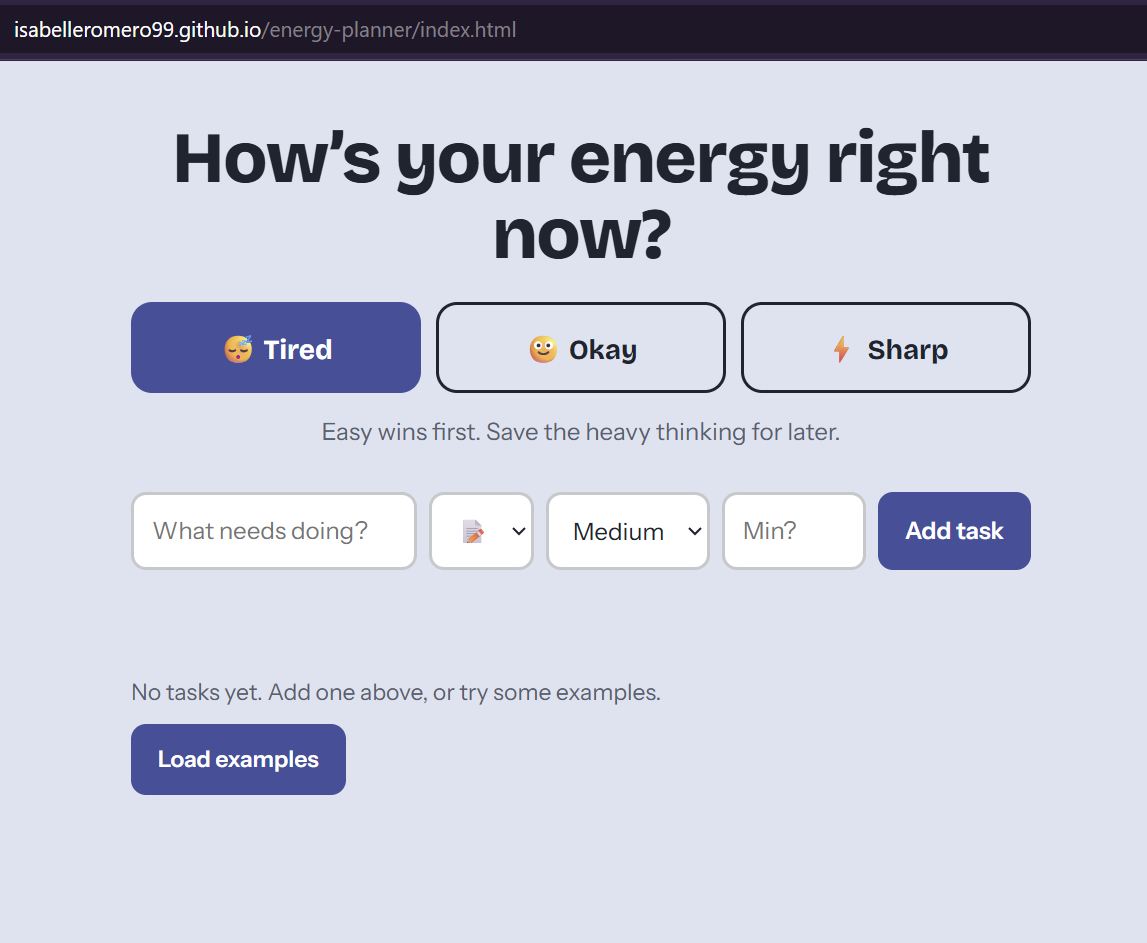 isabelleromero99.github.io/energy-planner/index.html
How’s your energy right
now?
😴 Tired
🙂 Okay
⚡ Sharp
Easy wins first. Save the heavy thinking for later.
What needs doing?
📝
Medium
Min?
Add task
No tasks yet. Add one above, or try some examples.
Load examples